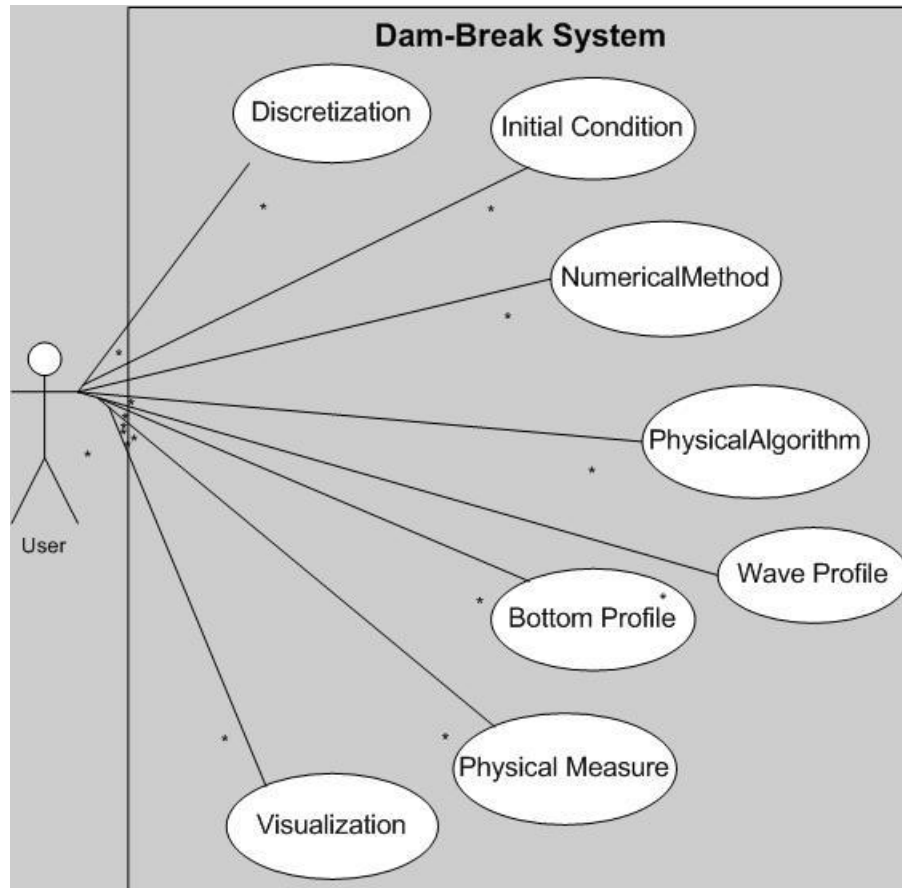 Dam-Break System
Discretization
Initial Condition
*
*
NumericalMethod
*
*
*
*
*
*
*
*
PhysicalAlgorithm
*
*
User
Wave Profile
*
*
Bottom Profile
*
*
Physical Measure
Visualization